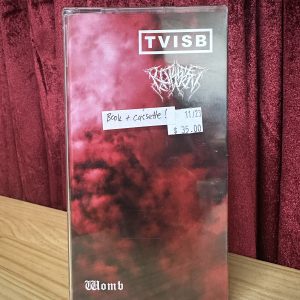 TVISB
Book + cassette!
11/23
$ 35.00
Womb